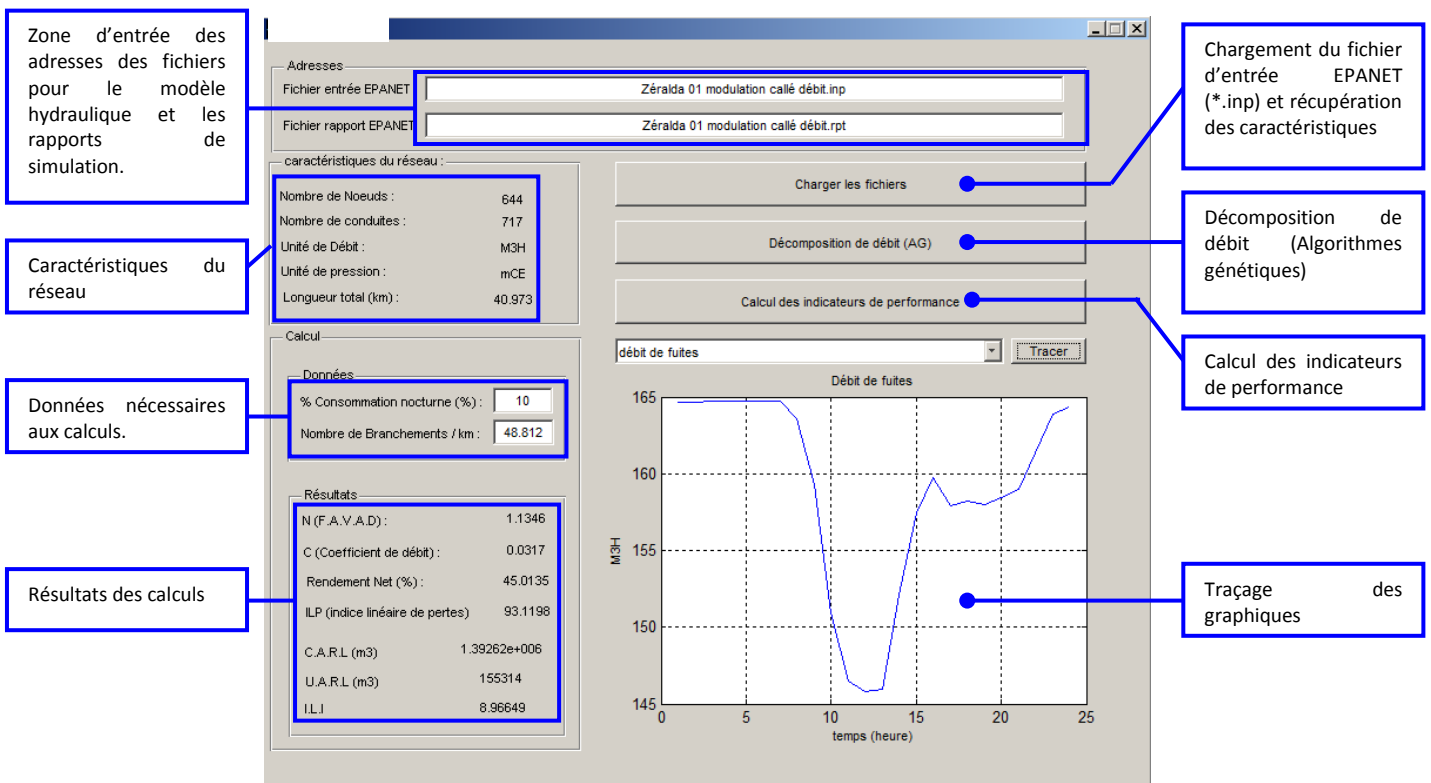 Zone d’entrée des
adresses des fichiers
pour le modèle
hydraulique et les
rapports de
simulation.
Caractéristiques du
réseau
Données nécessaires
aux calculs.
Résultats des calculs
Adresses
Fichier entrée EPANET
Zéralda 01 modulation callé débit.inp
Fichier rapport EPANET
Zéralda 01 modulation callé débit.rpt
caractéristiques du réseau :
Nombre de Noeuds : 644
Nombre de conduites : 717
Unité de Débit : M3H
Unité de pression : mCE
Longueur total (km) : 40.973
Calcul
Données
% Consommation nocturne (%) : 10
Nombre de Branchements / km : 48.812
Résultats
N (F.A.V.A.D) : 1.1346
C (Coefficient de débit) : 0.0317
Rendement Net (%) : 45.0135
ILP (indice linéaire de pertes) 93.1198
C.A.R.L (m3) 1.39262e+006
U.A.R.L (m3) 155314
I.L.I 8.96649
Charger les fichiers
Décomposition de débit (AG)
Calcul des indicateurs de performance
débit de fuites
Tracer
Débit de fuites
165
160
155
150
145
M3H
0 5 10 15 20 25
temps (heure)
Chargement du fichier
d’entrée EPANET
(*.inp) et récupération
des caractéristiques
Décomposition de
débit (Algorithmes
génétiques)
Calcul des indicateurs
de performance
Traçage des
graphiques